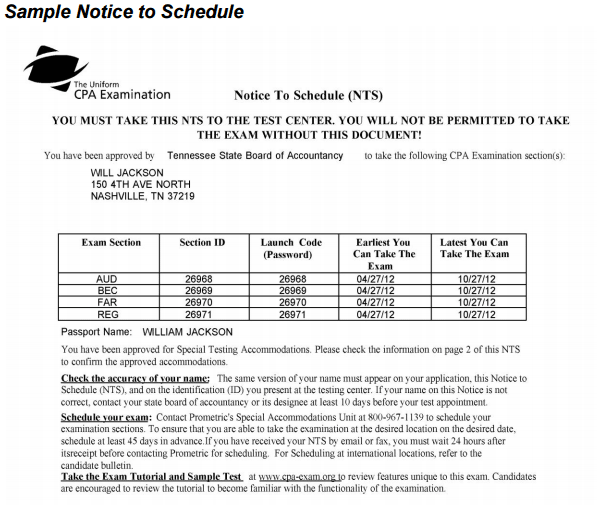 Sample Notice to Schedule
The Uniform
CPA Examination
Notice To Schedule (NTS)
YOU MUST TAKE THIS NTS TO THE TEST CENTER. YOU WILL NOT BE PERMITTED TO TAKE
THE EXAM WITHOUT THIS DOCUMENT!
You have been approved by Tennessee State Board of Accountancy to take the following CPA Examination section(s):
WILL JACKSON
150 4TH AVE NORTH
NASHVILLE, TN 37219
Exam Section Section ID Launch Code (Password) Earliest You Can Take The Exam Latest You Can Take The Exam
AUD 26968 26968 04/27/12 10/27/12
BEC 26969 26969 04/27/12 10/27/12
FAR 26970 26970 04/27/12 10/27/12
REG 26971 26971 04/27/12 10/27/12
Passport Name: WILLIAM JACKSON
You have been approved for Special Testing Accommodations. Please check the information on page 2 of this NTS
to confirm the approved accommodations.
Check the accuracy of your name: The same version of your name must appear on your application, this Notice to
Schedule (NTS), and on the identification (ID) you present at the testing center. If your name on this Notice is not
correct, contact your state board of accountancy or its designee at least 10 days before your test appointment.
Schedule your exam: Contact Prometric's Special Accommodations Unit at 800-967-1139 to schedule your
examination sections. To ensure that you are able to take the examination at the desired location on the desired date,
schedule at least 45 days in advance.If you have received your NTS by email or fax, you must wait 24 hours after
itsreceipt before contacting Prometric for scheduling. For Scheduling at international locations, refer to the
candidate bulletin.
Take the Exam Tutorial and Sample Test at www.cpa-exam.org to review features unique to this exam. Candidates
are encouraged to review the tutorial to become familiar with the functionality of the examination.